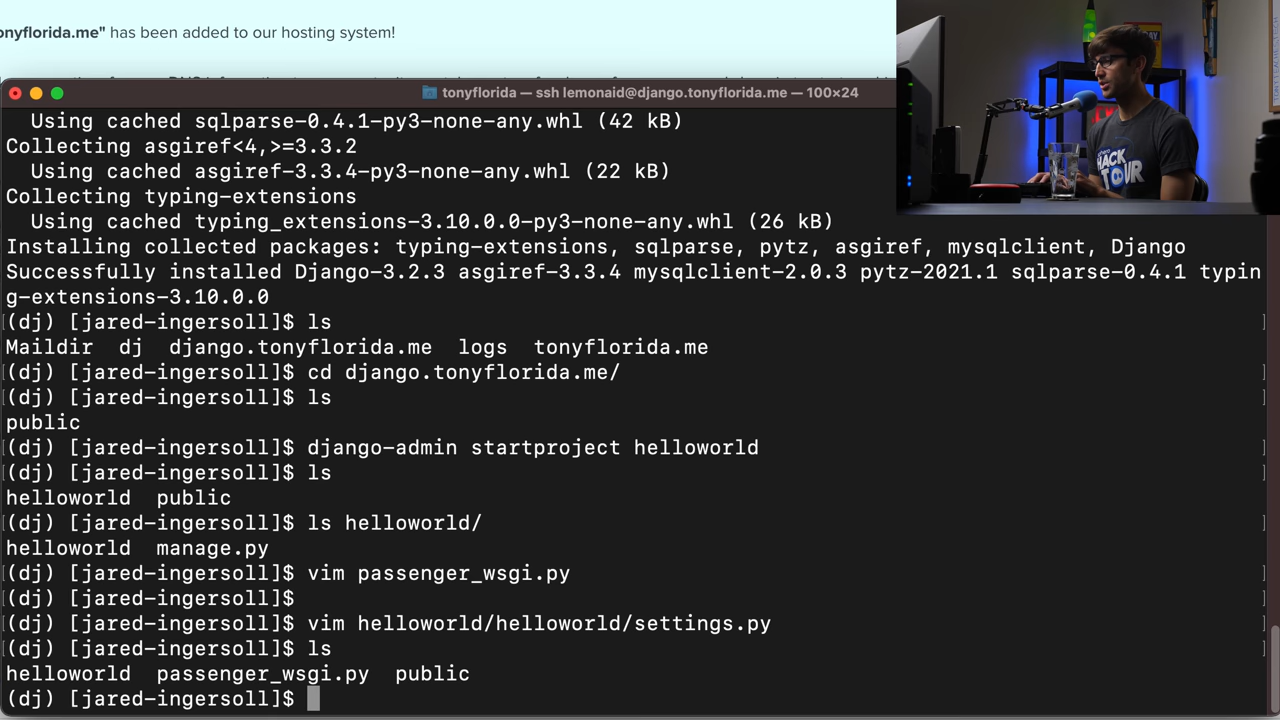 onyflorida.me" has been added to our hosting system!
tonyflorida — ssh lemonaid@django.tonyflorida.me — 100×24
Using cached sqlparse-0.4.1-py3-none-any.whl (42 kB)
Collecting asgiref<4,>=3.3.2
Using cached asgiref-3.3.4-py3-none-any.whl (22 kB)
Collecting typing-extensions
Using cached typing_extensions-3.10.0.0-py3-none-any.whl (26 kB)
Installing collected packages: typing-extensions, sqlparse, pytz, asgiref, mysqlclient, Django
Successfully installed Django-3.2.3 asgiref-3.3.4 mysqlclient-2.0.3 pytz-2021.1 sqlparse-0.4.1 typin
g-extensions-3.10.0.0
[(dj) [jared-ingersoll]$ ls ]
Maildir dj django.tonyflorida.me logs tonyflorida.me
[(dj) [jared-ingersoll]$ cd django.tonyflorida.me/ ]
[(dj) [jared-ingersoll]$ ls ]
public
[(dj) [jared-ingersoll]$ django-admin startproject helloworld ]
[(dj) [jared-ingersoll]$ ls ]
helloworld public
[(dj) [jared-ingersoll]$ ls helloworld/ ]
helloworld manage.py
[(dj) [jared-ingersoll]$ vim passenger_wsgi.py ]
[(dj) [jared-ingersoll]$ ]
[(dj) [jared-ingersoll]$ vim helloworld/helloworld/settings.py ]
[(dj) [jared-ingersoll]$ ls ]
helloworld passenger_wsgi.py public
(dj) [jared-ingersoll]$
HACK
TOUR